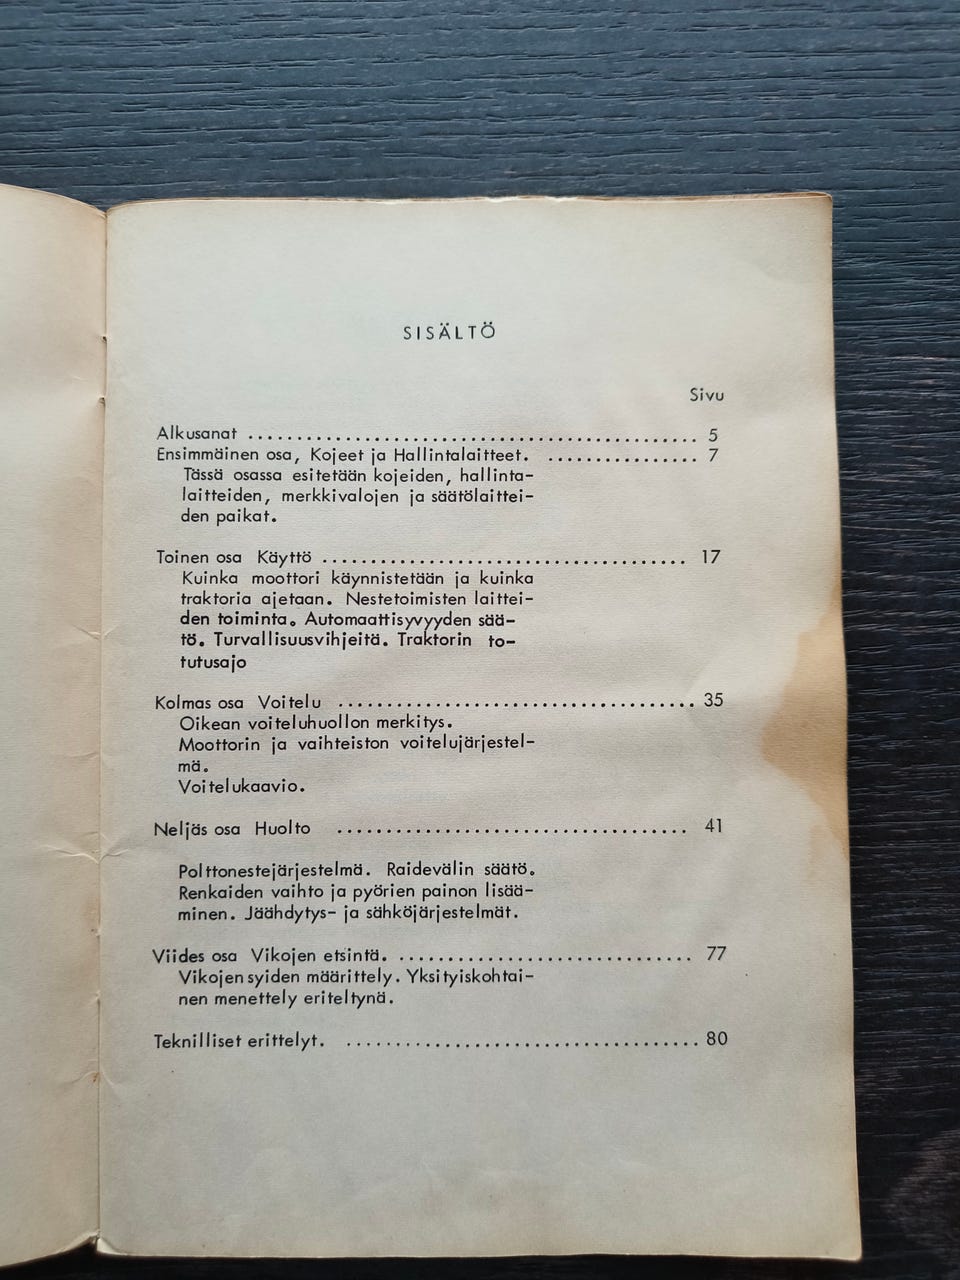 SISÄLTÖ
Sivu
Alkusanat ............................................. 5
Ensimmäinen osa, Kojeet ja Hallintalaitteet. ................ 7
Tässä osassa esitetään kojeiden, hallinta-
laitteiden, merkkivalojen ja säätölaittei-
den paikat.
Toinen osa Käyttö ..................................... 17
Kuinka moottori käynnistetään ja kuinka
traktoria ajetaan. Nestetoimisten laittei-
den toiminta. Automaattisyvyyden sää-
tö. Turvallisuusvihjeitä. Traktorin to-
tutusajo
Kolmas osa Voitelu .................................... 35
Oikean voiteluhuollon merkitys.
Moottorin ja vaihteiston voitelujärjestel-
mä.
Voitelukaavio.
Neljäs osa Huolto .................................... 41
Polttonestejärjestelmä. Raidevälin säätö.
Renkaiden vaihto ja pyörien painon lisää-
minen. Jäähdytys- ja sähköjärjestelmät.
Viides osa Vikojen etsintä. .............................. 77
Vikojen syiden määrittely. Yksityiskohtai-
nen menettely eriteltynä.
Teknilliset erittelyt. .................................... 80